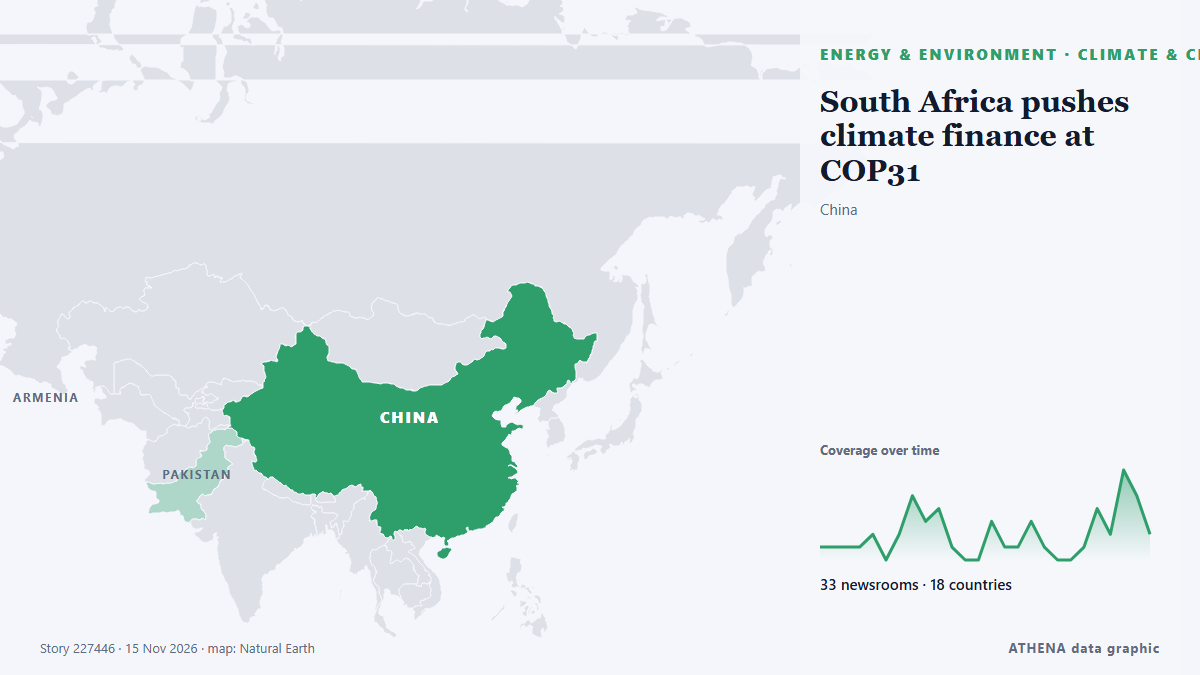 ENERGY & ENVIRONMENT · CLIMATE & C
South Africa pushes
climate finance at
COP31
China
ARMENIA
CHINA
PAKISTAN
Coverage over time
33 newsrooms · 18 countries
Story 227446 · 15 Nov 2026 · map: Natural Earth
ATHENA data graphic